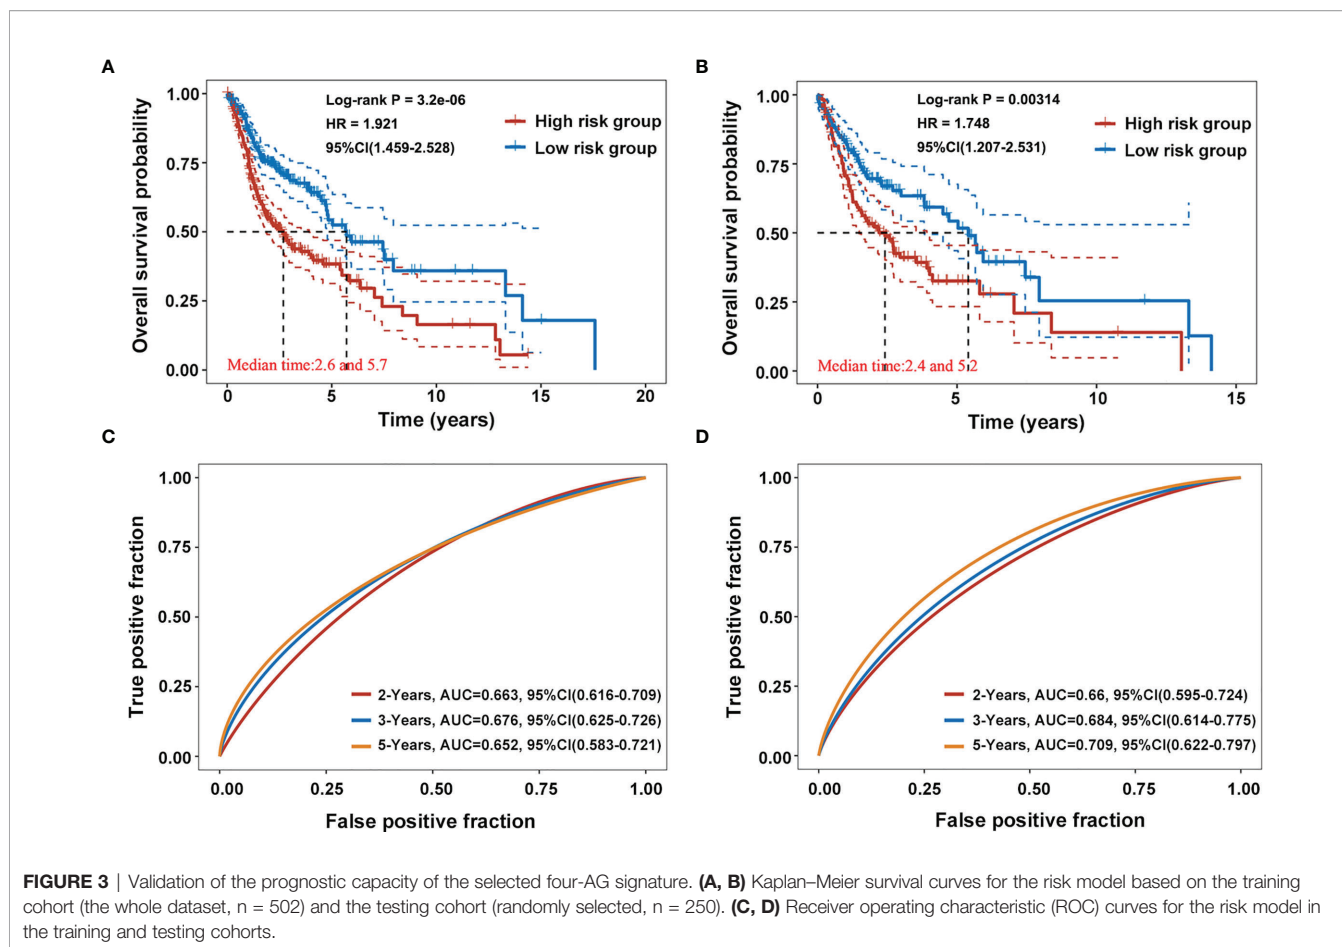 A
Log-rank P = 3.2e-06
HR = 1.921
95%CI(1.459-2.528)
High risk group
Low risk group
Overall survival probability
1.00
0.75
0.50
0.25
0.00
Median time:2.6 and 5.7
0 5 10 15 20
Time (years)
B
Log-rank P = 0.00314
HR = 1.748
95%CI(1.207-2.531)
High risk group
Low risk group
Overall survival probability
1.00
0.75
0.50
0.25
0.00
Median time:2.4 and 5.2
0 5 10 15
Time (years)
C
True positive fraction
1.00
0.75
0.50
0.25
0.00
2-Years, AUC=0.663, 95%CI(0.616-0.709)
3-Years, AUC=0.676, 95%CI(0.625-0.726)
5-Years, AUC=0.652, 95%CI(0.583-0.721)
0.00 0.25 0.50 0.75 1.00
False positive fraction
D
True positive fraction
1.00
0.75
0.50
0.25
0.00
2-Years, AUC=0.66, 95%CI(0.595-0.724)
3-Years, AUC=0.684, 95%CI(0.614-0.775)
5-Years, AUC=0.709, 95%CI(0.622-0.797)
0.00 0.25 0.50 0.75 1.00
False positive fraction
FIGURE 3 | Validation of the prognostic capacity of the selected four-AG signature. (A, B) Kaplan–Meier survival curves for the risk model based on the training
cohort (the whole dataset, n = 502) and the testing cohort (randomly selected, n = 250). (C, D) Receiver operating characteristic (ROC) curves for the risk model in
the training and testing cohorts.